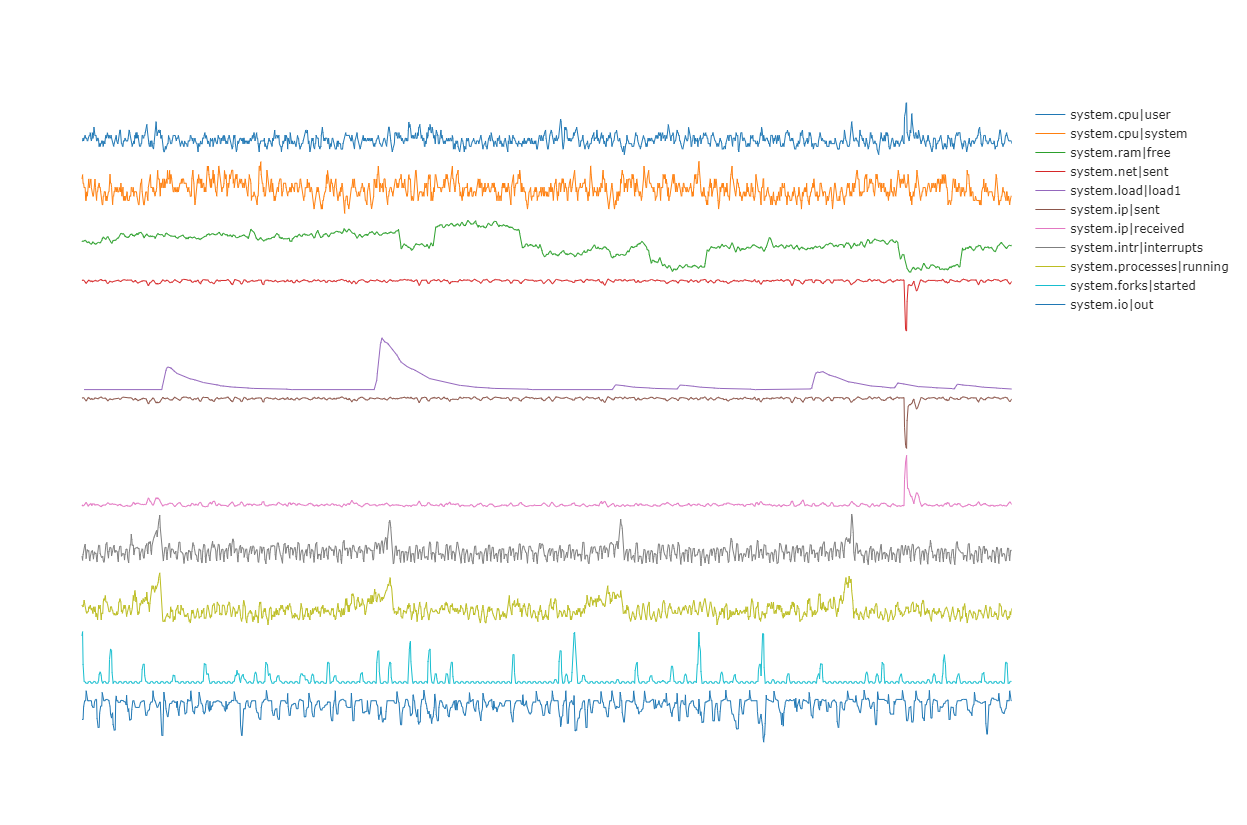 system.cpu|user
system.cpu|system
system.ram|free
system.net|sent
system.load|load1
system.ip|sent
system.ip|received
system.intr|interrupts
system.processes|running
system.forks|started
system.io|out